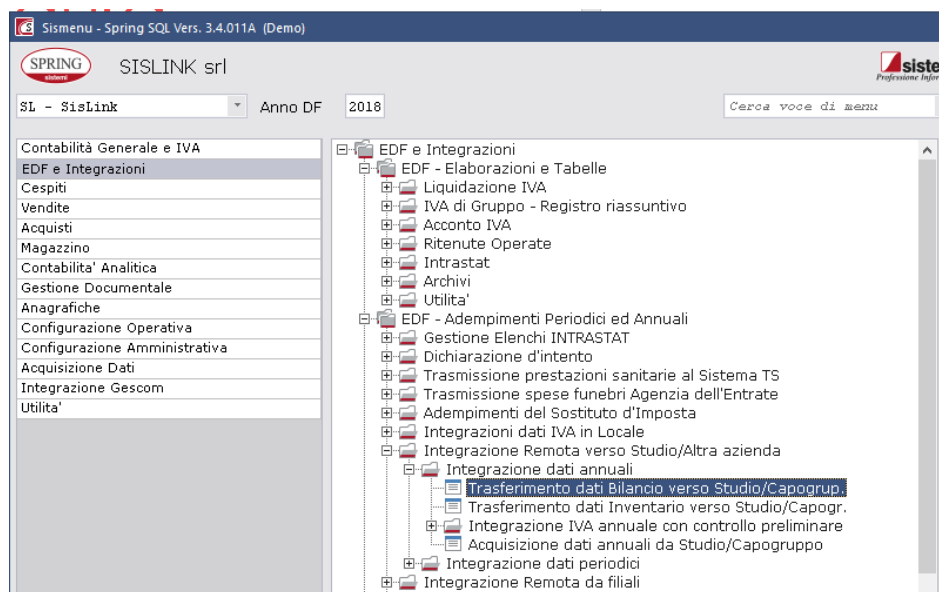 Sismenu - Spring SQL Vers. 3.4.011A (Demo)
SPRING
sistemi
SISLINK srl
siste
Professione Infor
SL - SisLink
Anno DF
2018
Cerca voce di menu
Contabilità Generale e IVA
EDF e Integrazioni
Cespiti
Vendite
Acquisti
Magazzino
Contabilita' Analitica
Gestione Documentale
Anagrafiche
Configurazione Operativa
Configurazione Amministrativa
Acquisizione Dati
Integrazione Gescom
Utilita'
EDF e Integrazioni
EDF - Elaborazioni e Tabelle
Liquidazione IVA
IVA di Gruppo - Registro riassuntivo
Acconto IVA
Ritenute Operate
Intrastat
Archivi
Utilita'
EDF - Adempimenti Periodici ed Annuali
Gestione Elenchi INTRASTAT
Dichiarazione d'intento
Trasmissione prestazioni sanitarie al Sistema TS
Trasmissione spese funebri Agenzia dell'Entrate
Adempimenti del Sostituto d'Imposta
Integrazioni dati IVA in Locale
Integrazione Remota verso Studio/Altra azienda
Integrazione dati annuali
Trasferimento dati Bilancio verso Studio/Capogrup.
Trasferimento dati Inventario verso Studio/Capogr.
Integrazione IVA annuale con controllo preliminare
Acquisizione dati annuali da Studio/Capogruppo
Integrazione dati periodici
Integrazione Remota da filiali